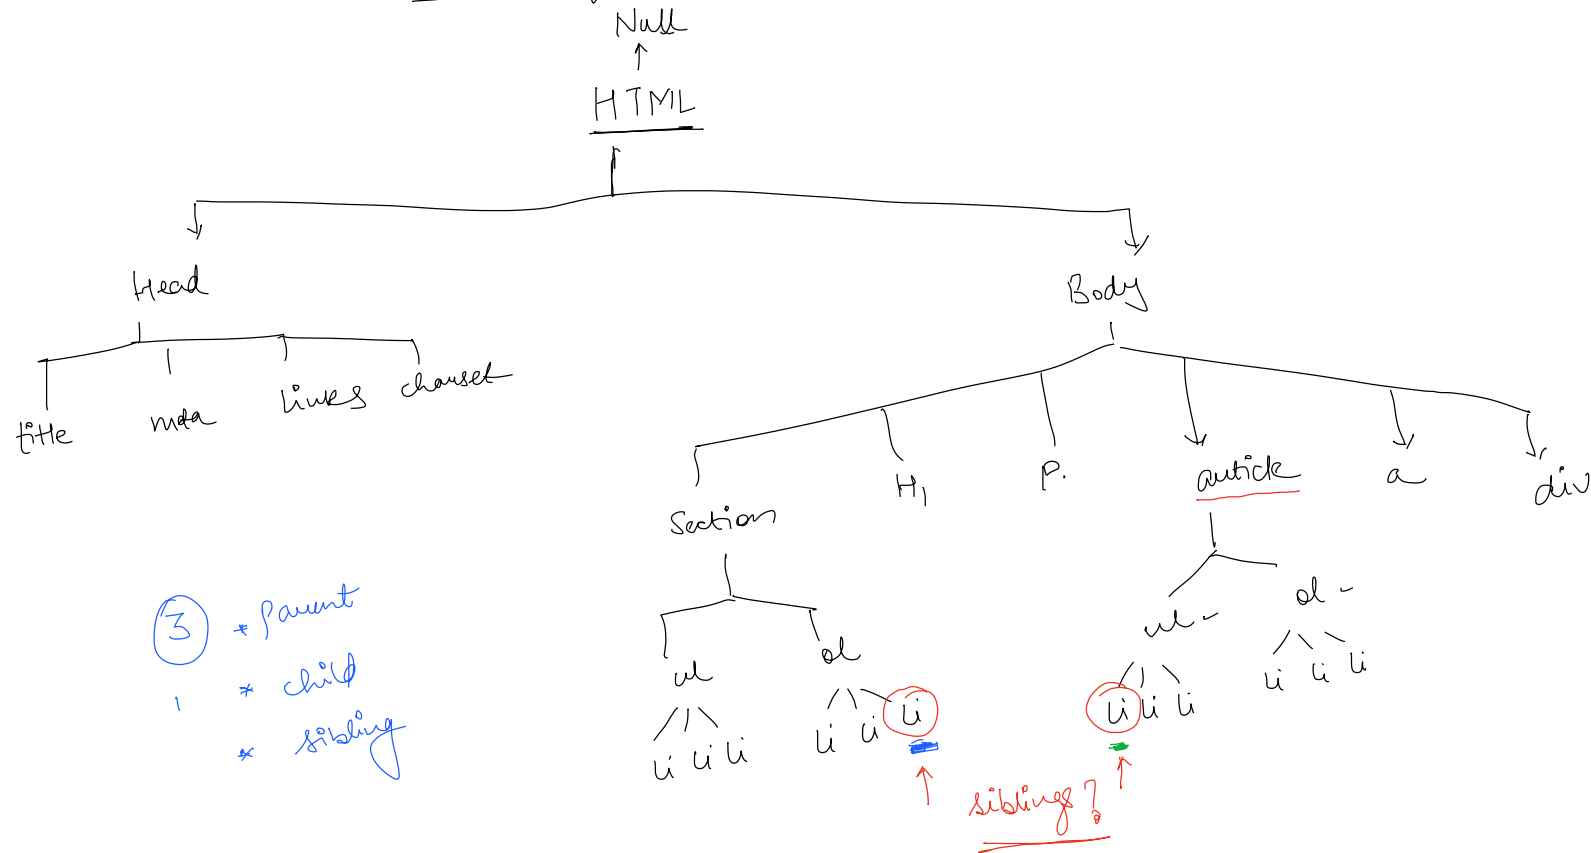 Null
HTML
Head
Body
title
meta
Links
charset
Section
H1
P.
article
a
div
ul
ol
ul -
ol -
Li Li Li
Li Li Li
Li Li Li
Li Li Li
3 * parent
* child
* sibling
siblings?